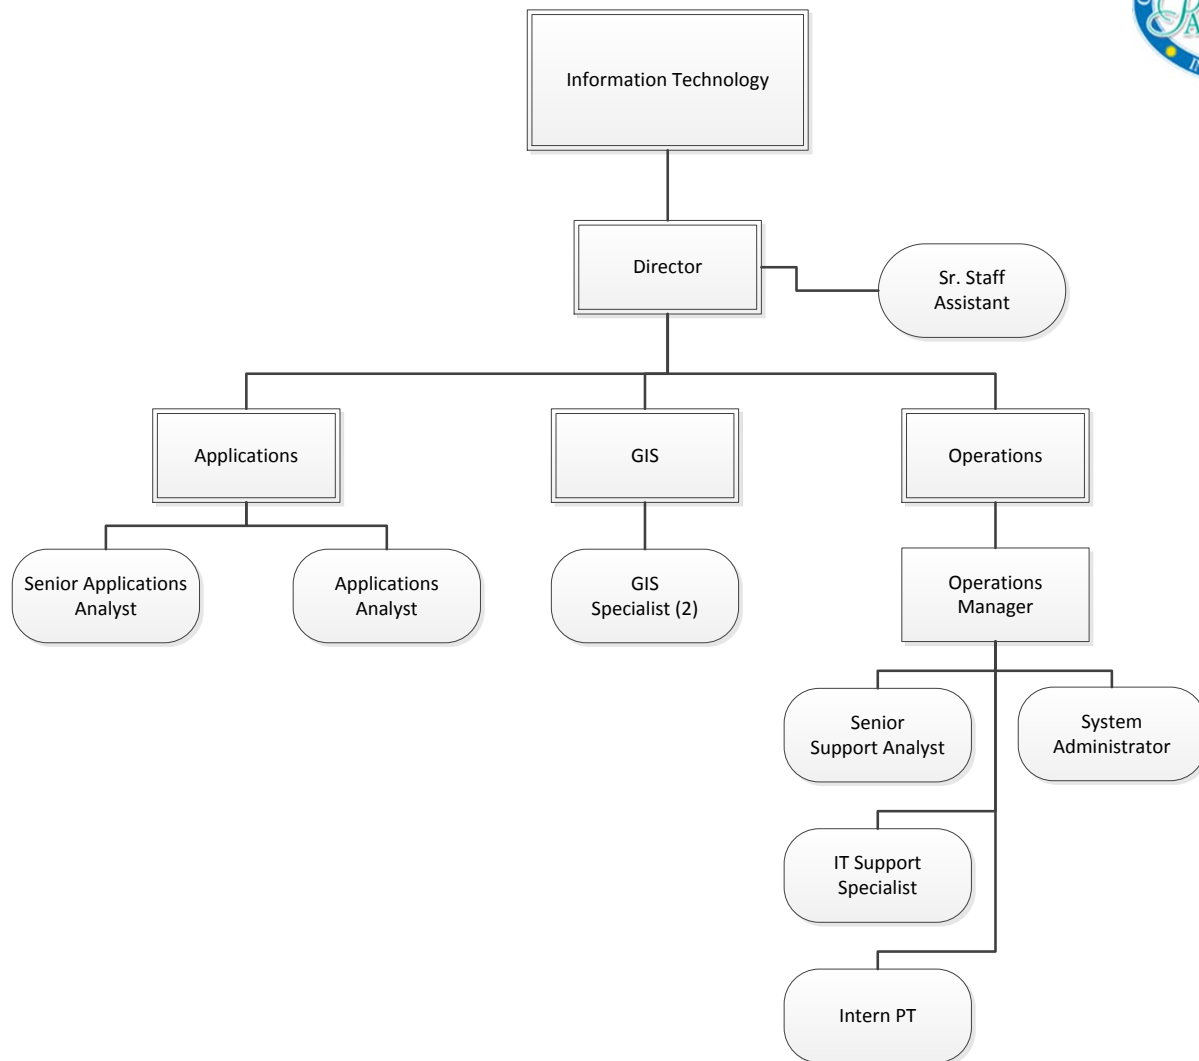 Information Technology
Director
Sr. Staff
Assistant
Applications
GIS
Operations
Senior Applications
Analyst
Applications
Analyst
GIS
Specialist (2)
Operations
Manager
Senior
Support Analyst
System
Administrator
IT Support
Specialist
Intern PT